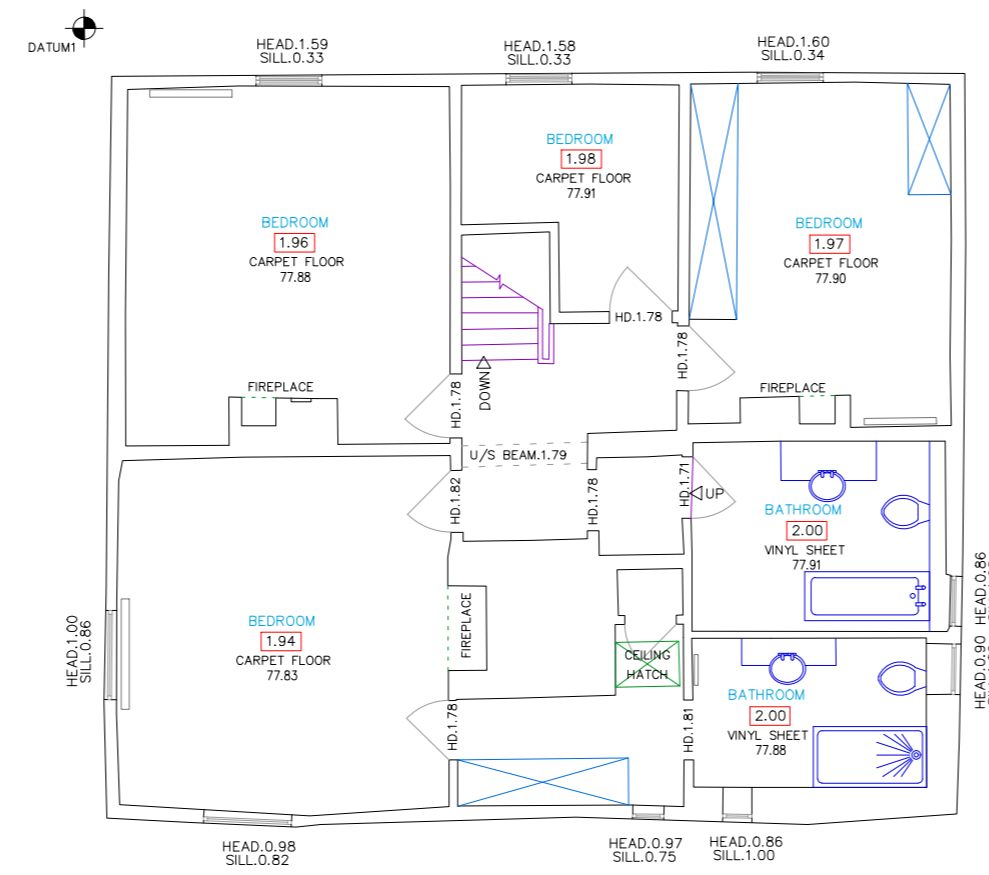 DATUM1
HEAD.1.59
SILL.0.33
HEAD.1.58
SILL.0.33
HEAD.1.60
SILL.0.34
BEDROOM
1.98
CARPET FLOOR
77.91
BEDROOM
1.96
CARPET FLOOR
77.88
BEDROOM
1.97
CARPET FLOOR
77.90
HD.1.78
HD.1.78
DOWN
HD.1.78
FIREPLACE
FIREPLACE
U/S BEAM.1.79
HD.1.82
HD.1.78
HD.1.71
UP
BATHROOM
2.00
VINYL SHEET
77.91
HEAD.0.86
HEAD.1.00
SILL.0.86
BEDROOM
1.94
CARPET FLOOR
77.83
FIREPLACE
CEILING
HATCH
HEAD.0.90
HD.1.78
HD.1.81
BATHROOM
2.00
VINYL SHEET
77.88
HEAD.0.98
SILL.0.82
HEAD.0.97
SILL.0.75
HEAD.0.86
SILL.1.00